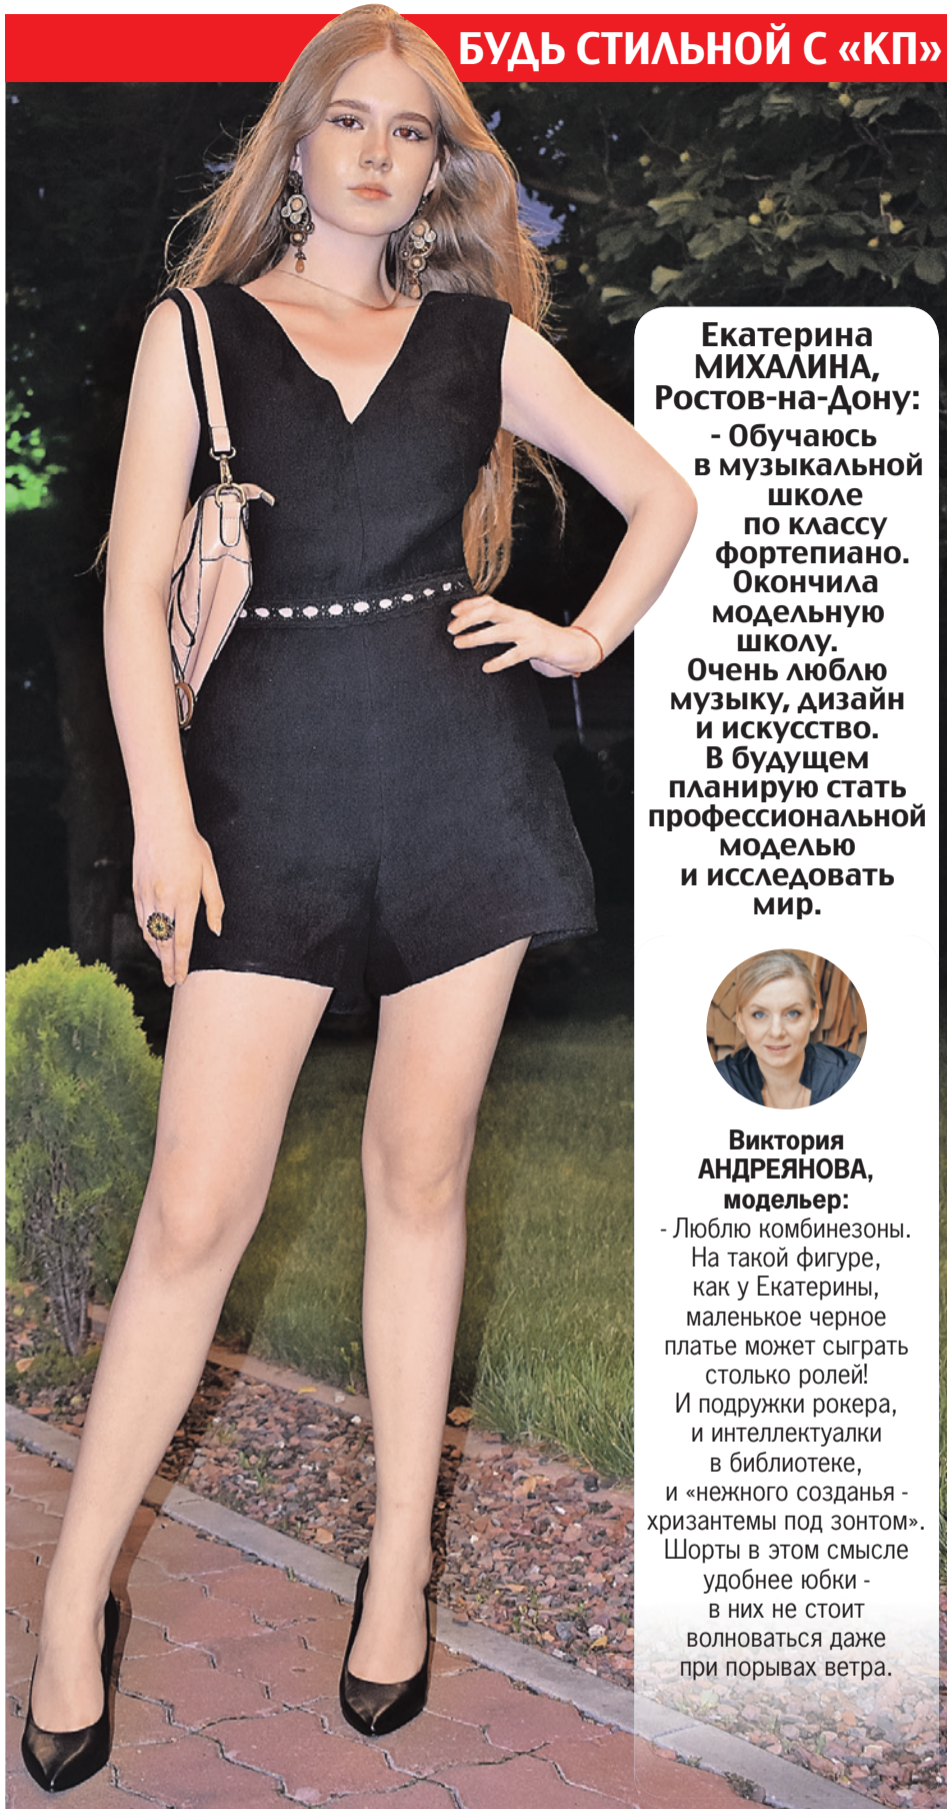 БУДЬ СТИЛЬНОЙ С «КП»
Екатерина
МИХАЛИНА,
Ростов-на-Дону:
- Обучаюсь
в музыкальной
школе
по классу
фортепиано.
Окончила
модельную
школу.
Очень люблю
музыку, дизайн
и искусство.
В будущем
планирую стать
профессиональной
моделью
и исследовать
мир.
Виктория
АНДРЕЯНОВА,
модельер:
- Люблю комбинезоны.
На такой фигуре,
как у Екатерины,
маленькое черное
платье может сыграть
столько ролей!
И подружки рокера,
и интеллектуалки
в библиотеке,
и «нежного созданья -
хризантемы под зонтом».
Шорты в этом смысле
удобнее юбки -
в них не стоит
волноваться даже
при порывах ветра.